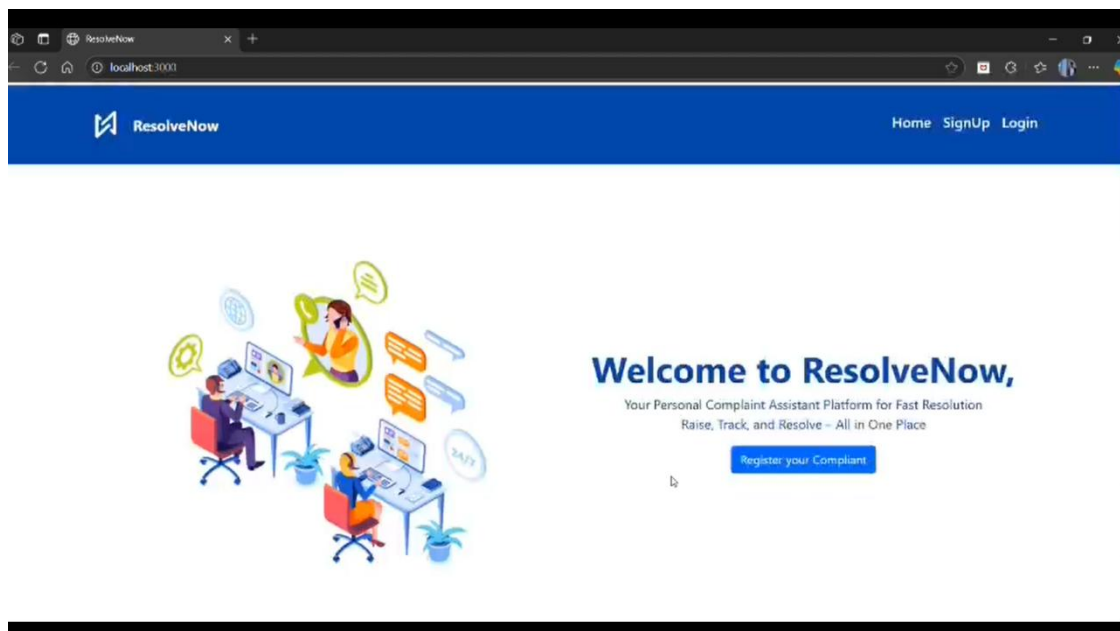 ResolveNow
localhost:3000
ResolveNow
Home SignUp Login
24/7
Welcome to ResolveNow,
Your Personal Complaint Assistant Platform for Fast Resolution
Raise, Track, and Resolve – All in One Place
Register your Compliant